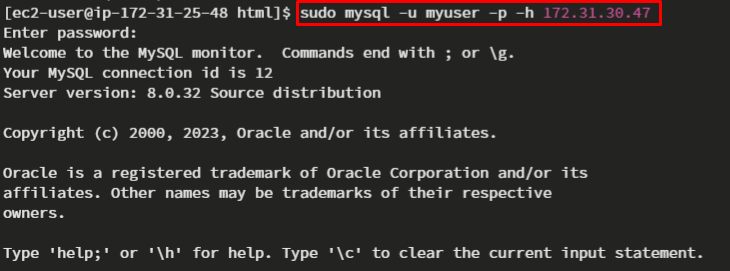 [ec2-user@ip-172-31-25-48 html]$ sudo mysql -u myuser -p -h 172.31.30.47
Enter password:
Welcome to the MySQL monitor.  Commands end with ; or \g.
Your MySQL connection id is 12
Server version: 8.0.32 Source distribution

Copyright (c) 2000, 2023, Oracle and/or its affiliates.

Oracle is a registered trademark of Oracle Corporation and/or its
affiliates. Other names may be trademarks of their respective
owners.

Type 'help;' or '\h' for help. Type '\c' to clear the current input statement.